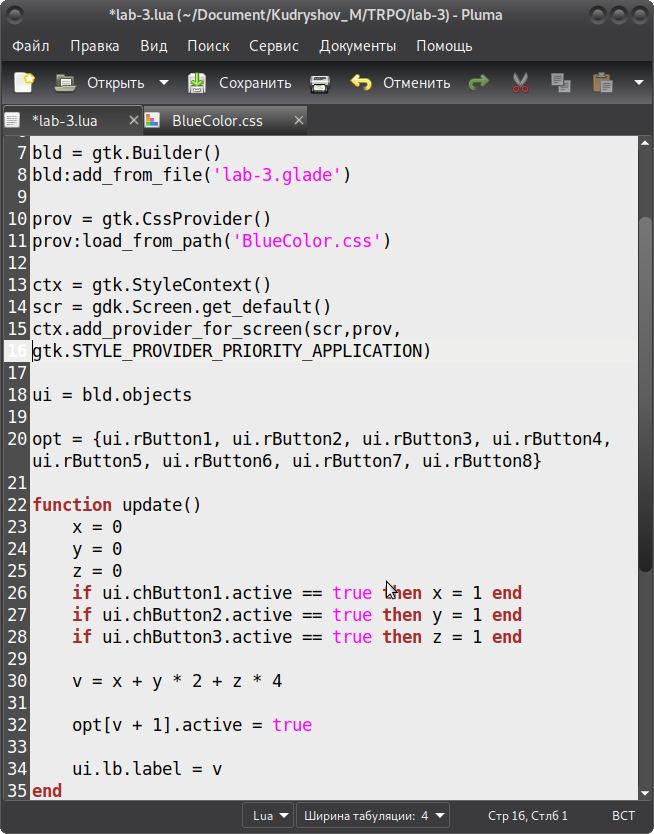 *lab-3.lua (~/Document/Kudryshov_M/TRPO/lab-3) - Pluma
Файл Правка Вид Поиск Сервис Документы Помощь
Открыть Сохранить Отменить
*lab-3.lua × BlueColor.css ×
7 bld = gtk.Builder()
8 bld:add_from_file('lab-3.glade')
9
10 prov = gtk.CssProvider()
11 prov:load_from_path('BlueColor.css')
12
13 ctx = gtk.StyleContext()
14 scr = gdk.Screen.get_default()
15 ctx.add_provider_for_screen(scr,prov,
16 gtk.STYLE_PROVIDER_PRIORITY_APPLICATION)
17
18 ui = bld.objects
19
20 opt = {ui.rButton1, ui.rButton2, ui.rButton3, ui.rButton4,
ui.rButton5, ui.rButton6, ui.rButton7, ui.rButton8}
21
22 function update()
23 x = 0
24 y = 0
25 z = 0
26 if ui.chButton1.active == true then x = 1 end
27 if ui.chButton2.active == true then y = 1 end
28 if ui.chButton3.active == true then z = 1 end
29
30 v = x + y * 2 + z * 4
31
32 opt[v + 1].active = true
33
34 ui.lb.label = v
35 end
Lua Ширина табуляции: 4 Стр 16, Стлб 1 ВСТ